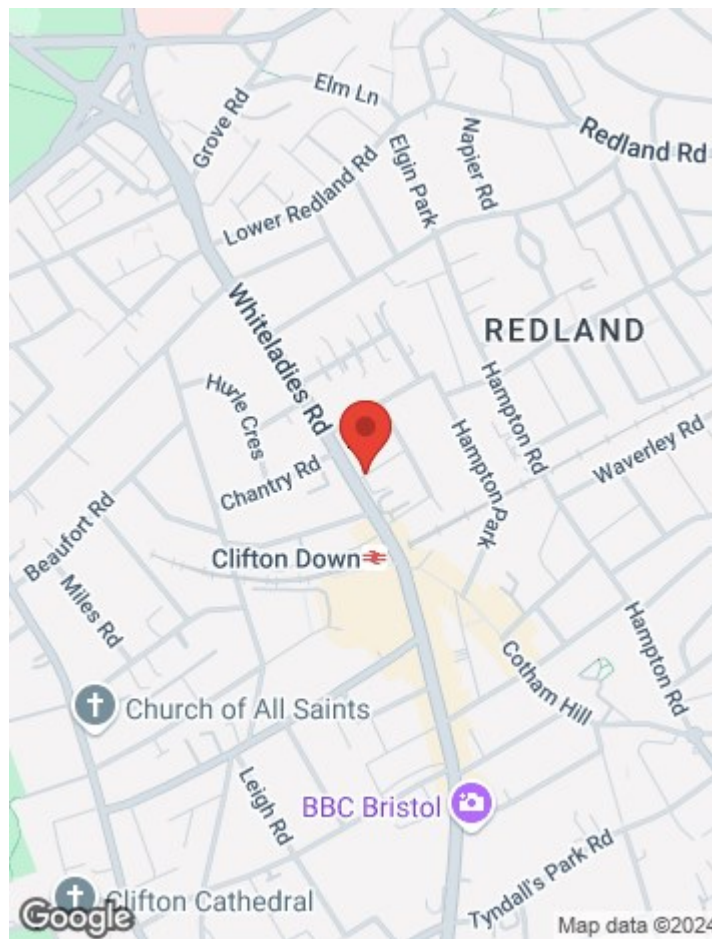 Elm Ln
Grove Rd
Redland Rd
Napier Rd
Elgin Park
Lower Redland Rd
Whiteladies Rd
REDLAND
Hurle Cres
Hampton Rd
Hampton Park
Waverley Rd
Chantry Rd
Beaufort Rd
Clifton Down
Miles Rd
Hampton Rd
Cotham Hill
Church of All Saints
Leigh Rd
BBC Bristol
Tyndall's Park Rd
Clifton Cathedral
Google
Map data ©2024